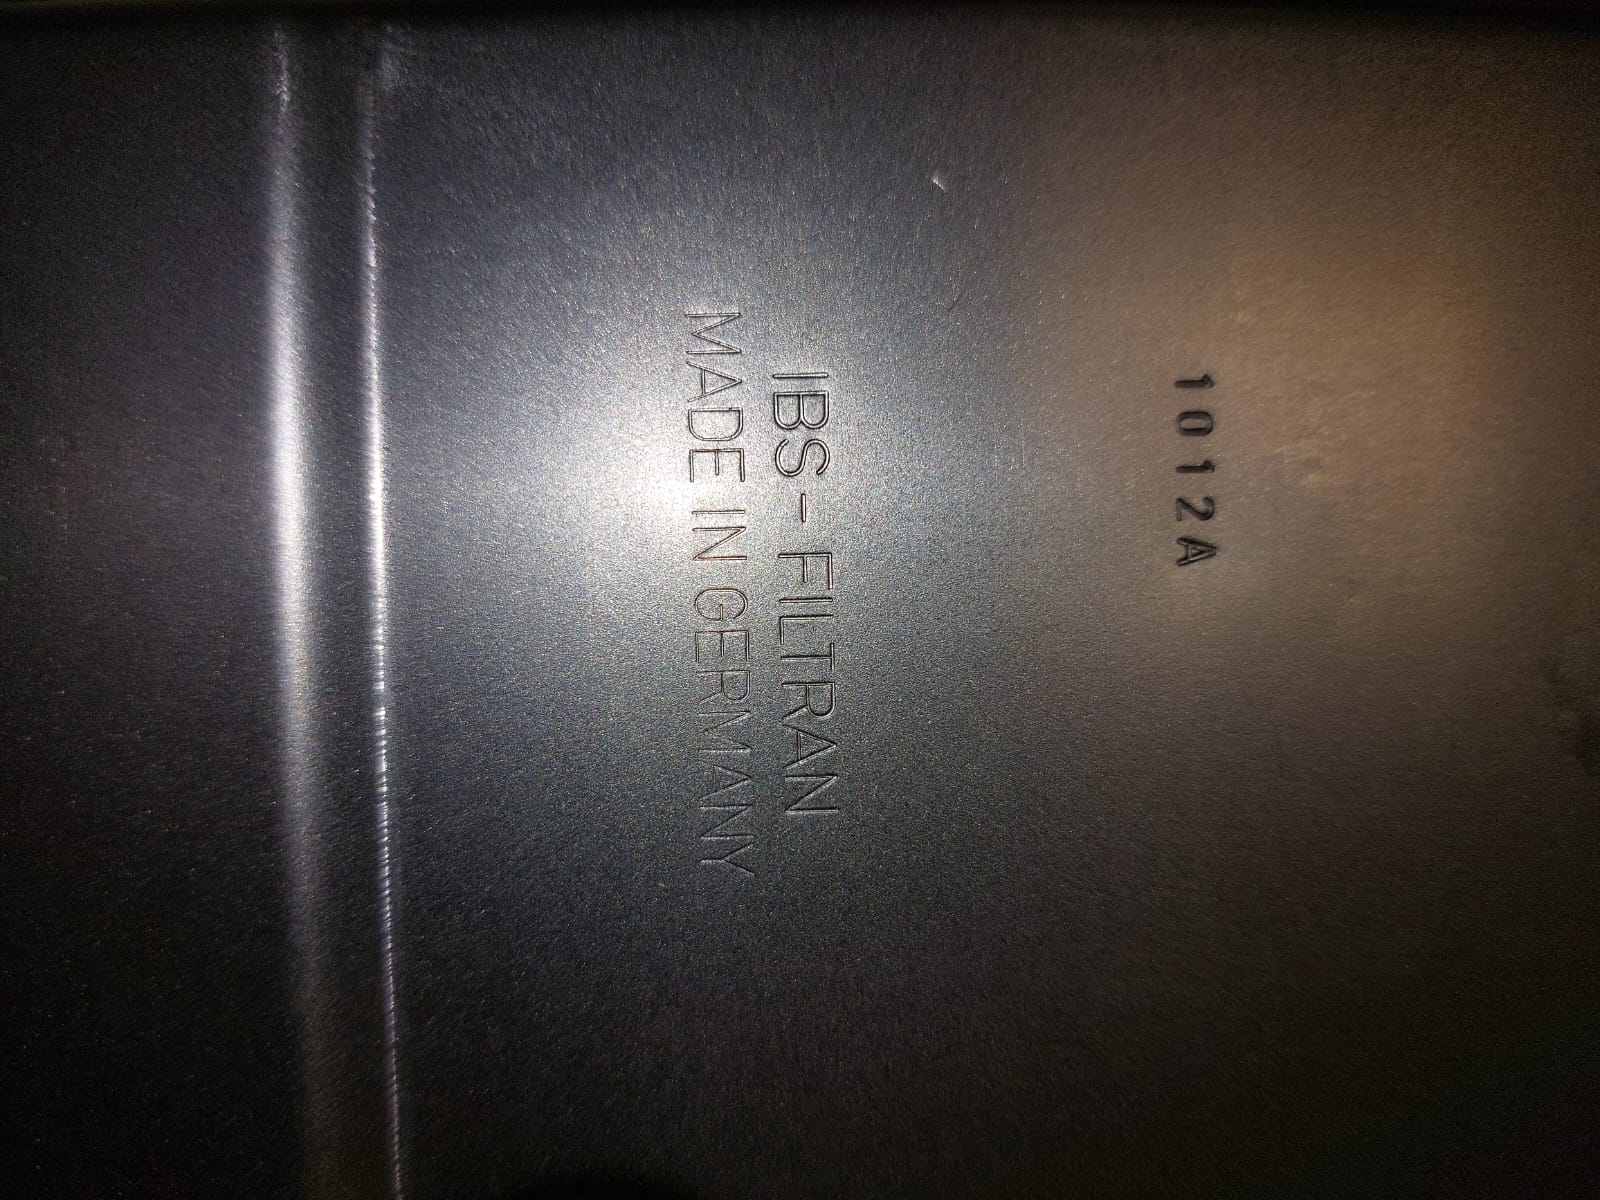 1012A
IBS - FILTRAN
MADE IN GERMANY